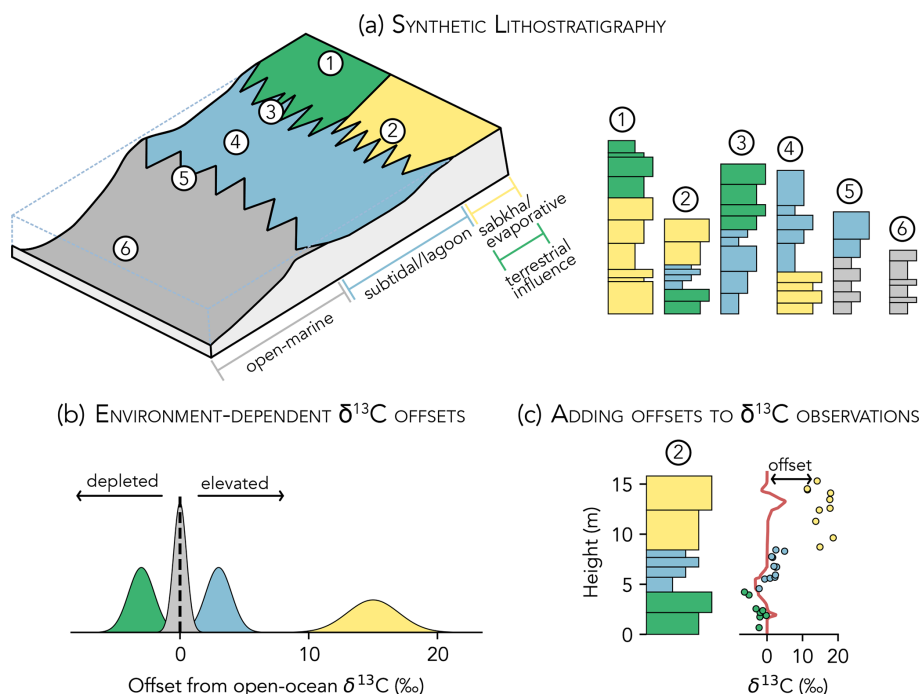 (a) Synthetic Lithostratigraphy
1
2
3
4
5
6
open-marine
subtidal/lagoon
sabkha/
evaporative
terrestrial
influence
1
2
3
4
5
6
(b) Environment-dependent δ¹³C offsets
depleted
elevated
0
10
20
Offset from open-ocean δ¹³C (‰)
(c) Adding offsets to δ¹³C observations
2
offset
15
10
5
0
Height (m)
0
10
20
δ¹³C (‰)